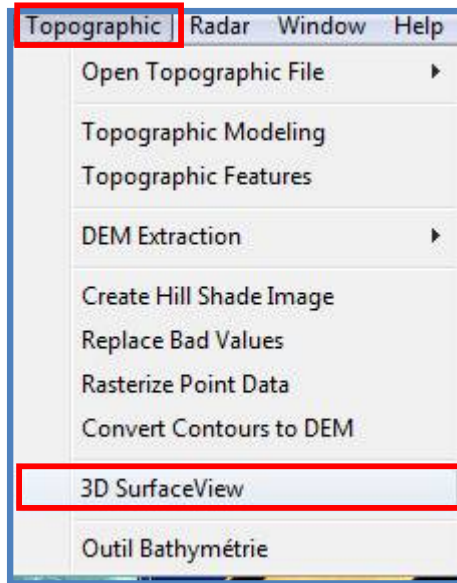 Topographic Radar Window Help
Open Topographic File
Topographic Modeling
Topographic Features
DEM Extraction
Create Hill Shade Image
Replace Bad Values
Rasterize Point Data
Convert Contours to DEM
3D SurfaceView
Outil Bathymétrie